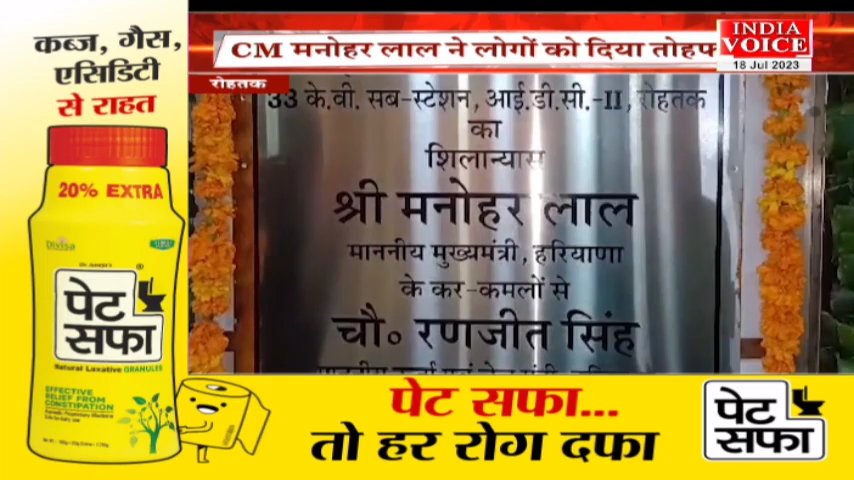 कब्ज, गैस,
एसिडिटी
से राहत
20% EXTRA
Divisa
पेट
सफा
Natural Laxative GRANULES
EFFECTIVE
RELIEF FROM
CONSTIPATION
CM मनोहर लाल ने लोगों को दिया तोहफ
INDIA
VOICE
18 Jul 2023
रोहतक
33 के.वी. सब-स्टेशन, आई.डी.सी.-II, रोहतक
का
शिलान्यास
श्री मनोहर लाल
माननीय मुख्यमंत्री, हरियाणा
के कर-कमलों से
चौ० रणजीत सिंह
पेट सफा...
तो हर रोग दफा
पेट
सफा